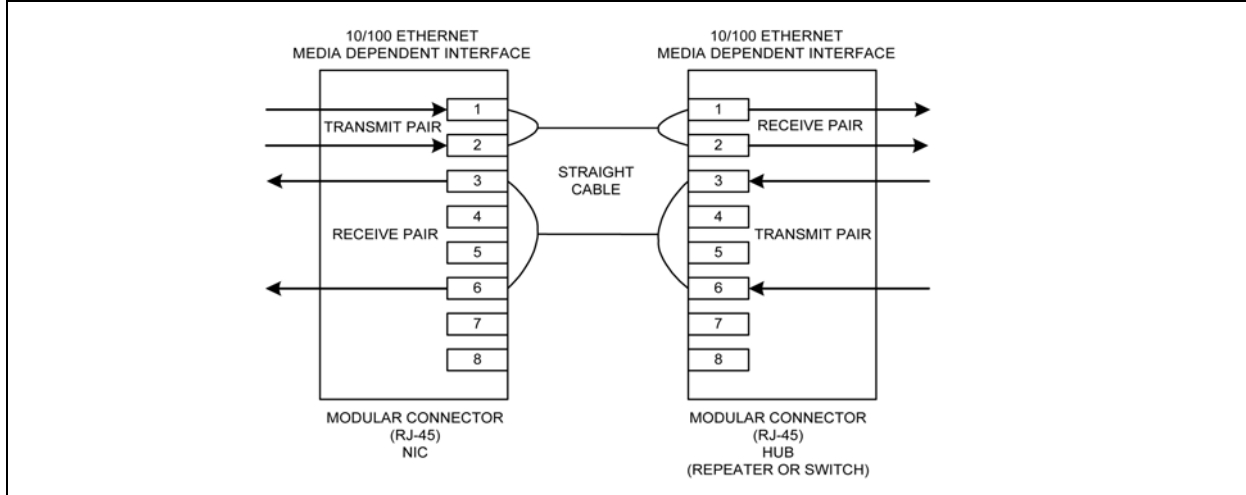 10/100 ETHERNET
MEDIA DEPENDENT INTERFACE
10/100 ETHERNET
MEDIA DEPENDENT INTERFACE
1
TRANSMIT PAIR
2
3
4
RECEIVE PAIR
5
6
7
8
STRAIGHT
CABLE
1
RECEIVE PAIR
2
3
4
TRANSMIT PAIR
5
6
7
8
MODULAR CONNECTOR
(RJ-45)
NIC
MODULAR CONNECTOR
(RJ-45)
HUB
(REPEATER OR SWITCH)